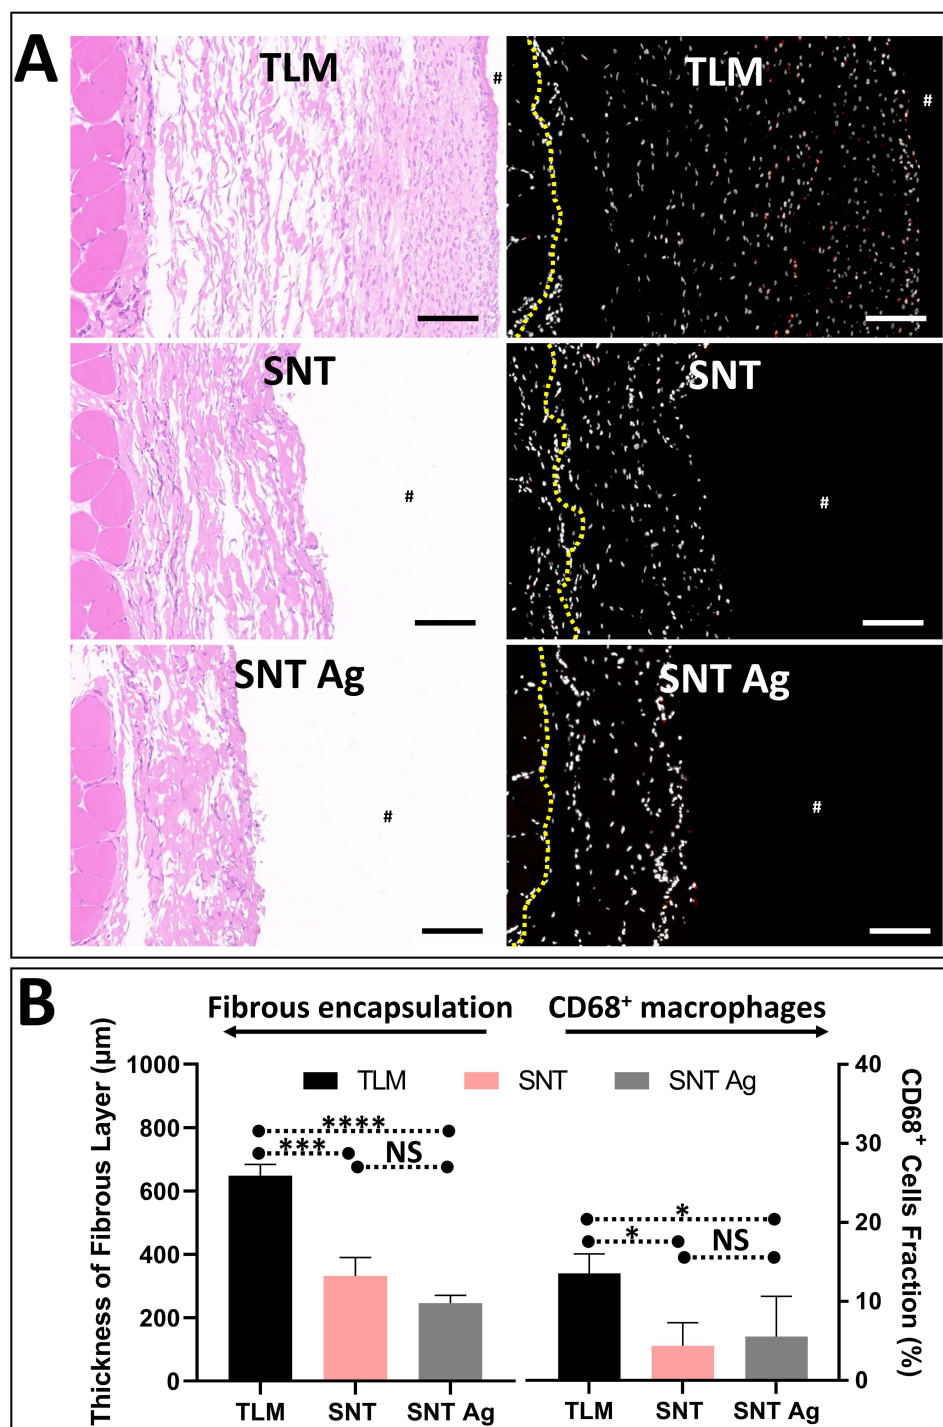 A
TLM
#
TLM
#
SNT
#
SNT
#
SNT Ag
#
SNT Ag
#
B
Fibrous encapsulation
CD68⁺ macrophages
Thickness of Fibrous Layer (μm)
1000
800
600
400
200
0
TLM
SNT
SNT Ag
****
***
NS
*
*
NS
40
30
20
10
0
CD68⁺ Cells Fraction (%)
TLM
SNT
SNT Ag
TLM
SNT
SNT Ag